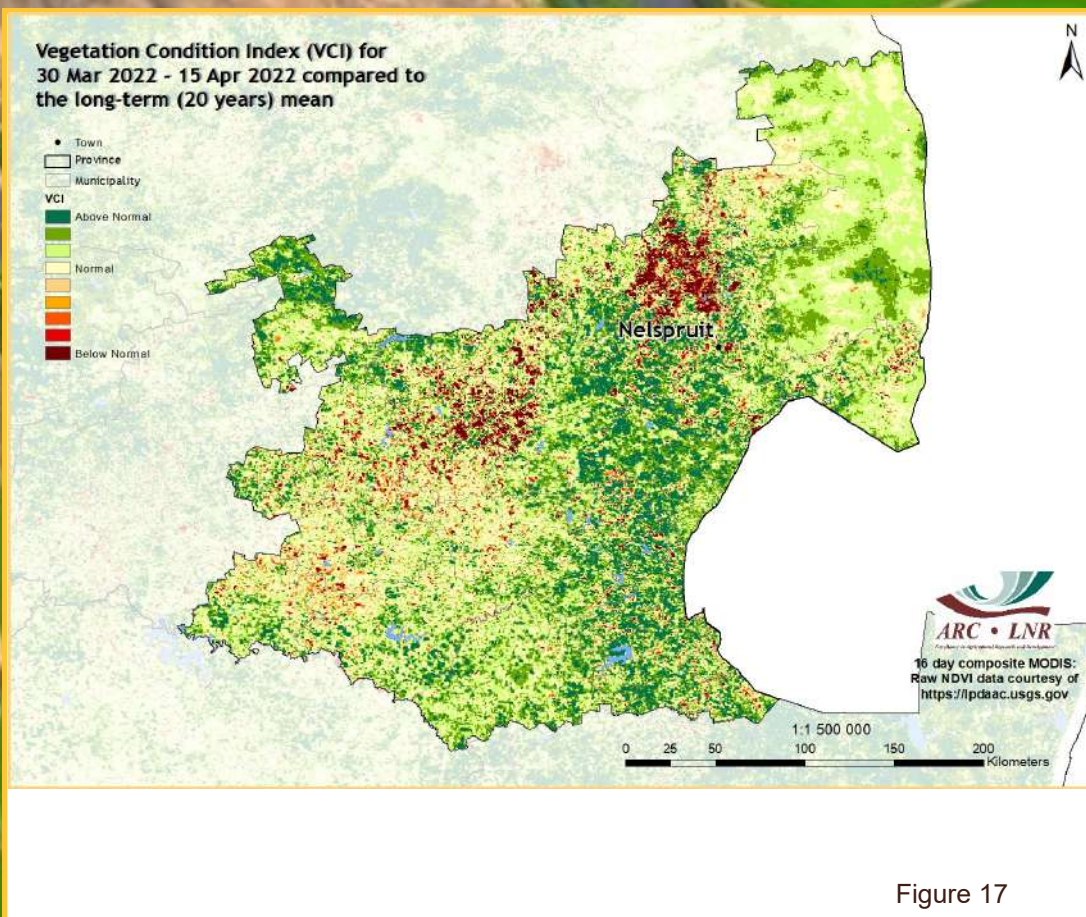 Vegetation Condition Index (VCI) for
30 Mar 2022 - 15 Apr 2022 compared to
the long-term (20 years) mean
N
Town
Province
Municipality
VCI
Above Normal
Normal
Below Normal
Nelspruit
ARC • LNR
16 day composite MODIS:
Raw NDVI data courtesy of
https://lpdaac.usgs.gov
1:1 500 000
0 25 50 100 150 200
Kilometers
Figure 17